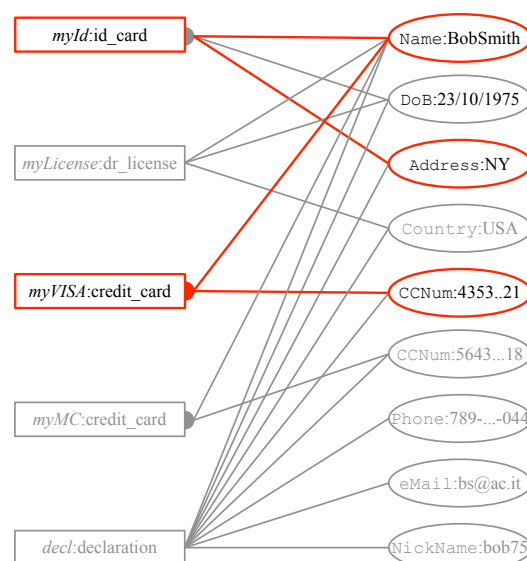 myId:id_card
Name:BobSmith
DoB:23/10/1975
myLicense:dr_license
Address:NY
Country:USA
myVISA:credit_card
CCNum:4353..21
CCNum:5643...18
myMC:credit_card
Phone:789-...-044
eMail:bs@ac.it
decl:declaration
NickName:bob75